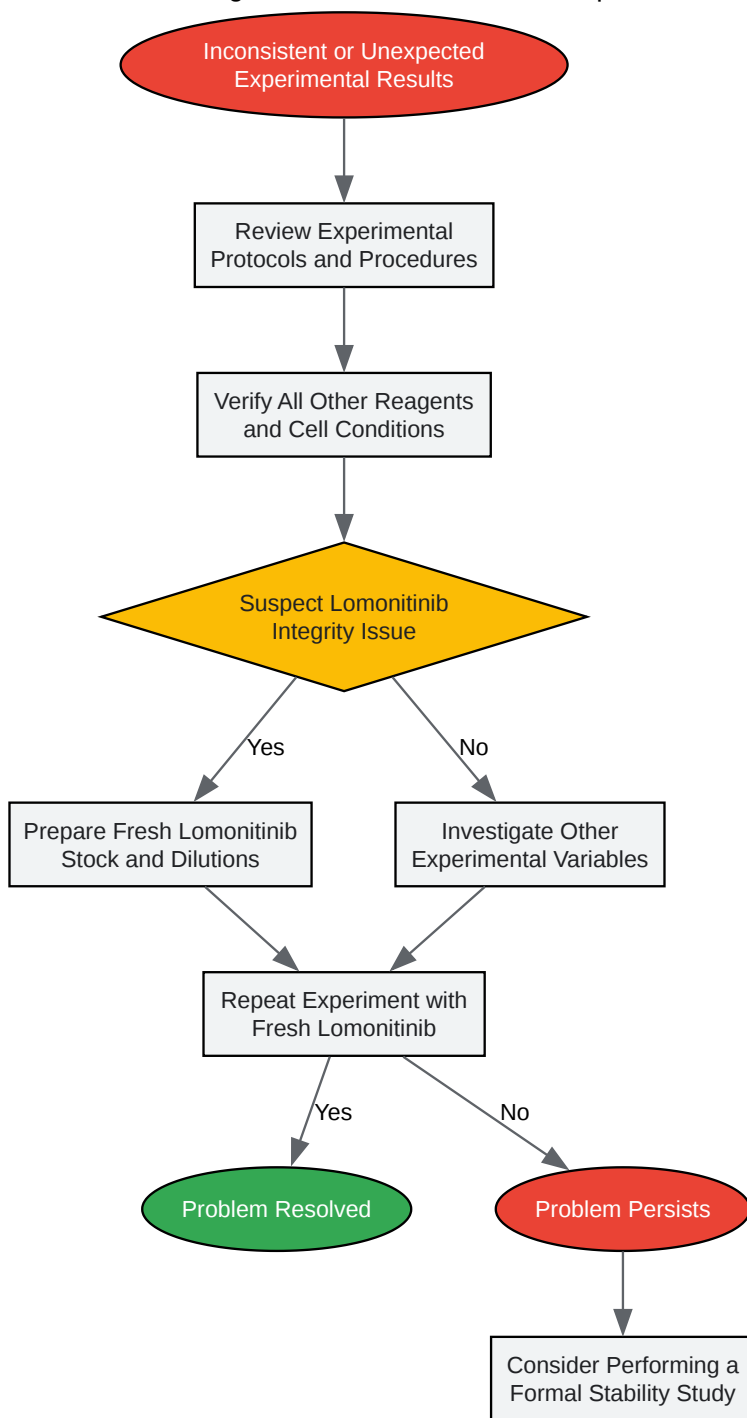 Inconsistent or Unexpected
Experimental Results
Review Experimental
Protocols and Procedures
Verify All Other Reagents
and Cell Conditions
Suspect Lomonitinib
Integrity Issue
Yes
No
Prepare Fresh Lomonitinib
Stock and Dilutions
Investigate Other
Experimental Variables
Repeat Experiment with
Fresh Lomonitinib
Yes
No
Problem Resolved
Problem Persists
Consider Performing a
Formal Stability Study